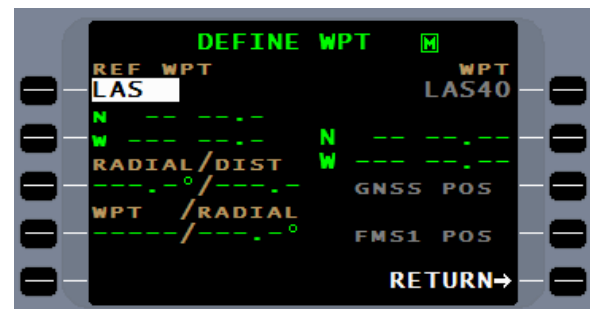 DEFINE WPT M
REF WPT WPT
LAS LAS40
N -- --.-
W --- --.- N -- --.--
RADIAL/DIST W --- --.--
---.-°/---.- GNSS POS
WPT /RADIAL
-----/---.-° FMS1 POS
RETURN→